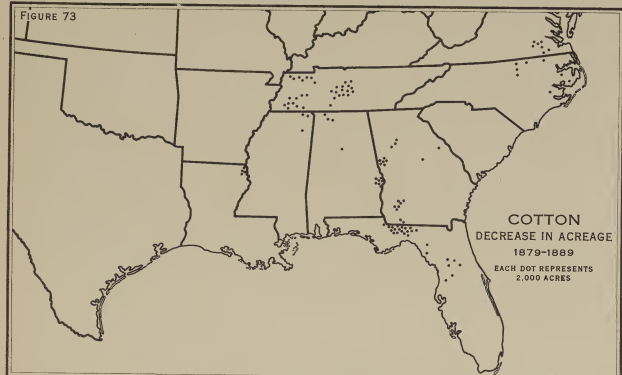 FIGURE 73
COTTON
DECREASE IN ACREAGE
1879-1889
EACH DOT REPRESENTS
2,000 ACRES